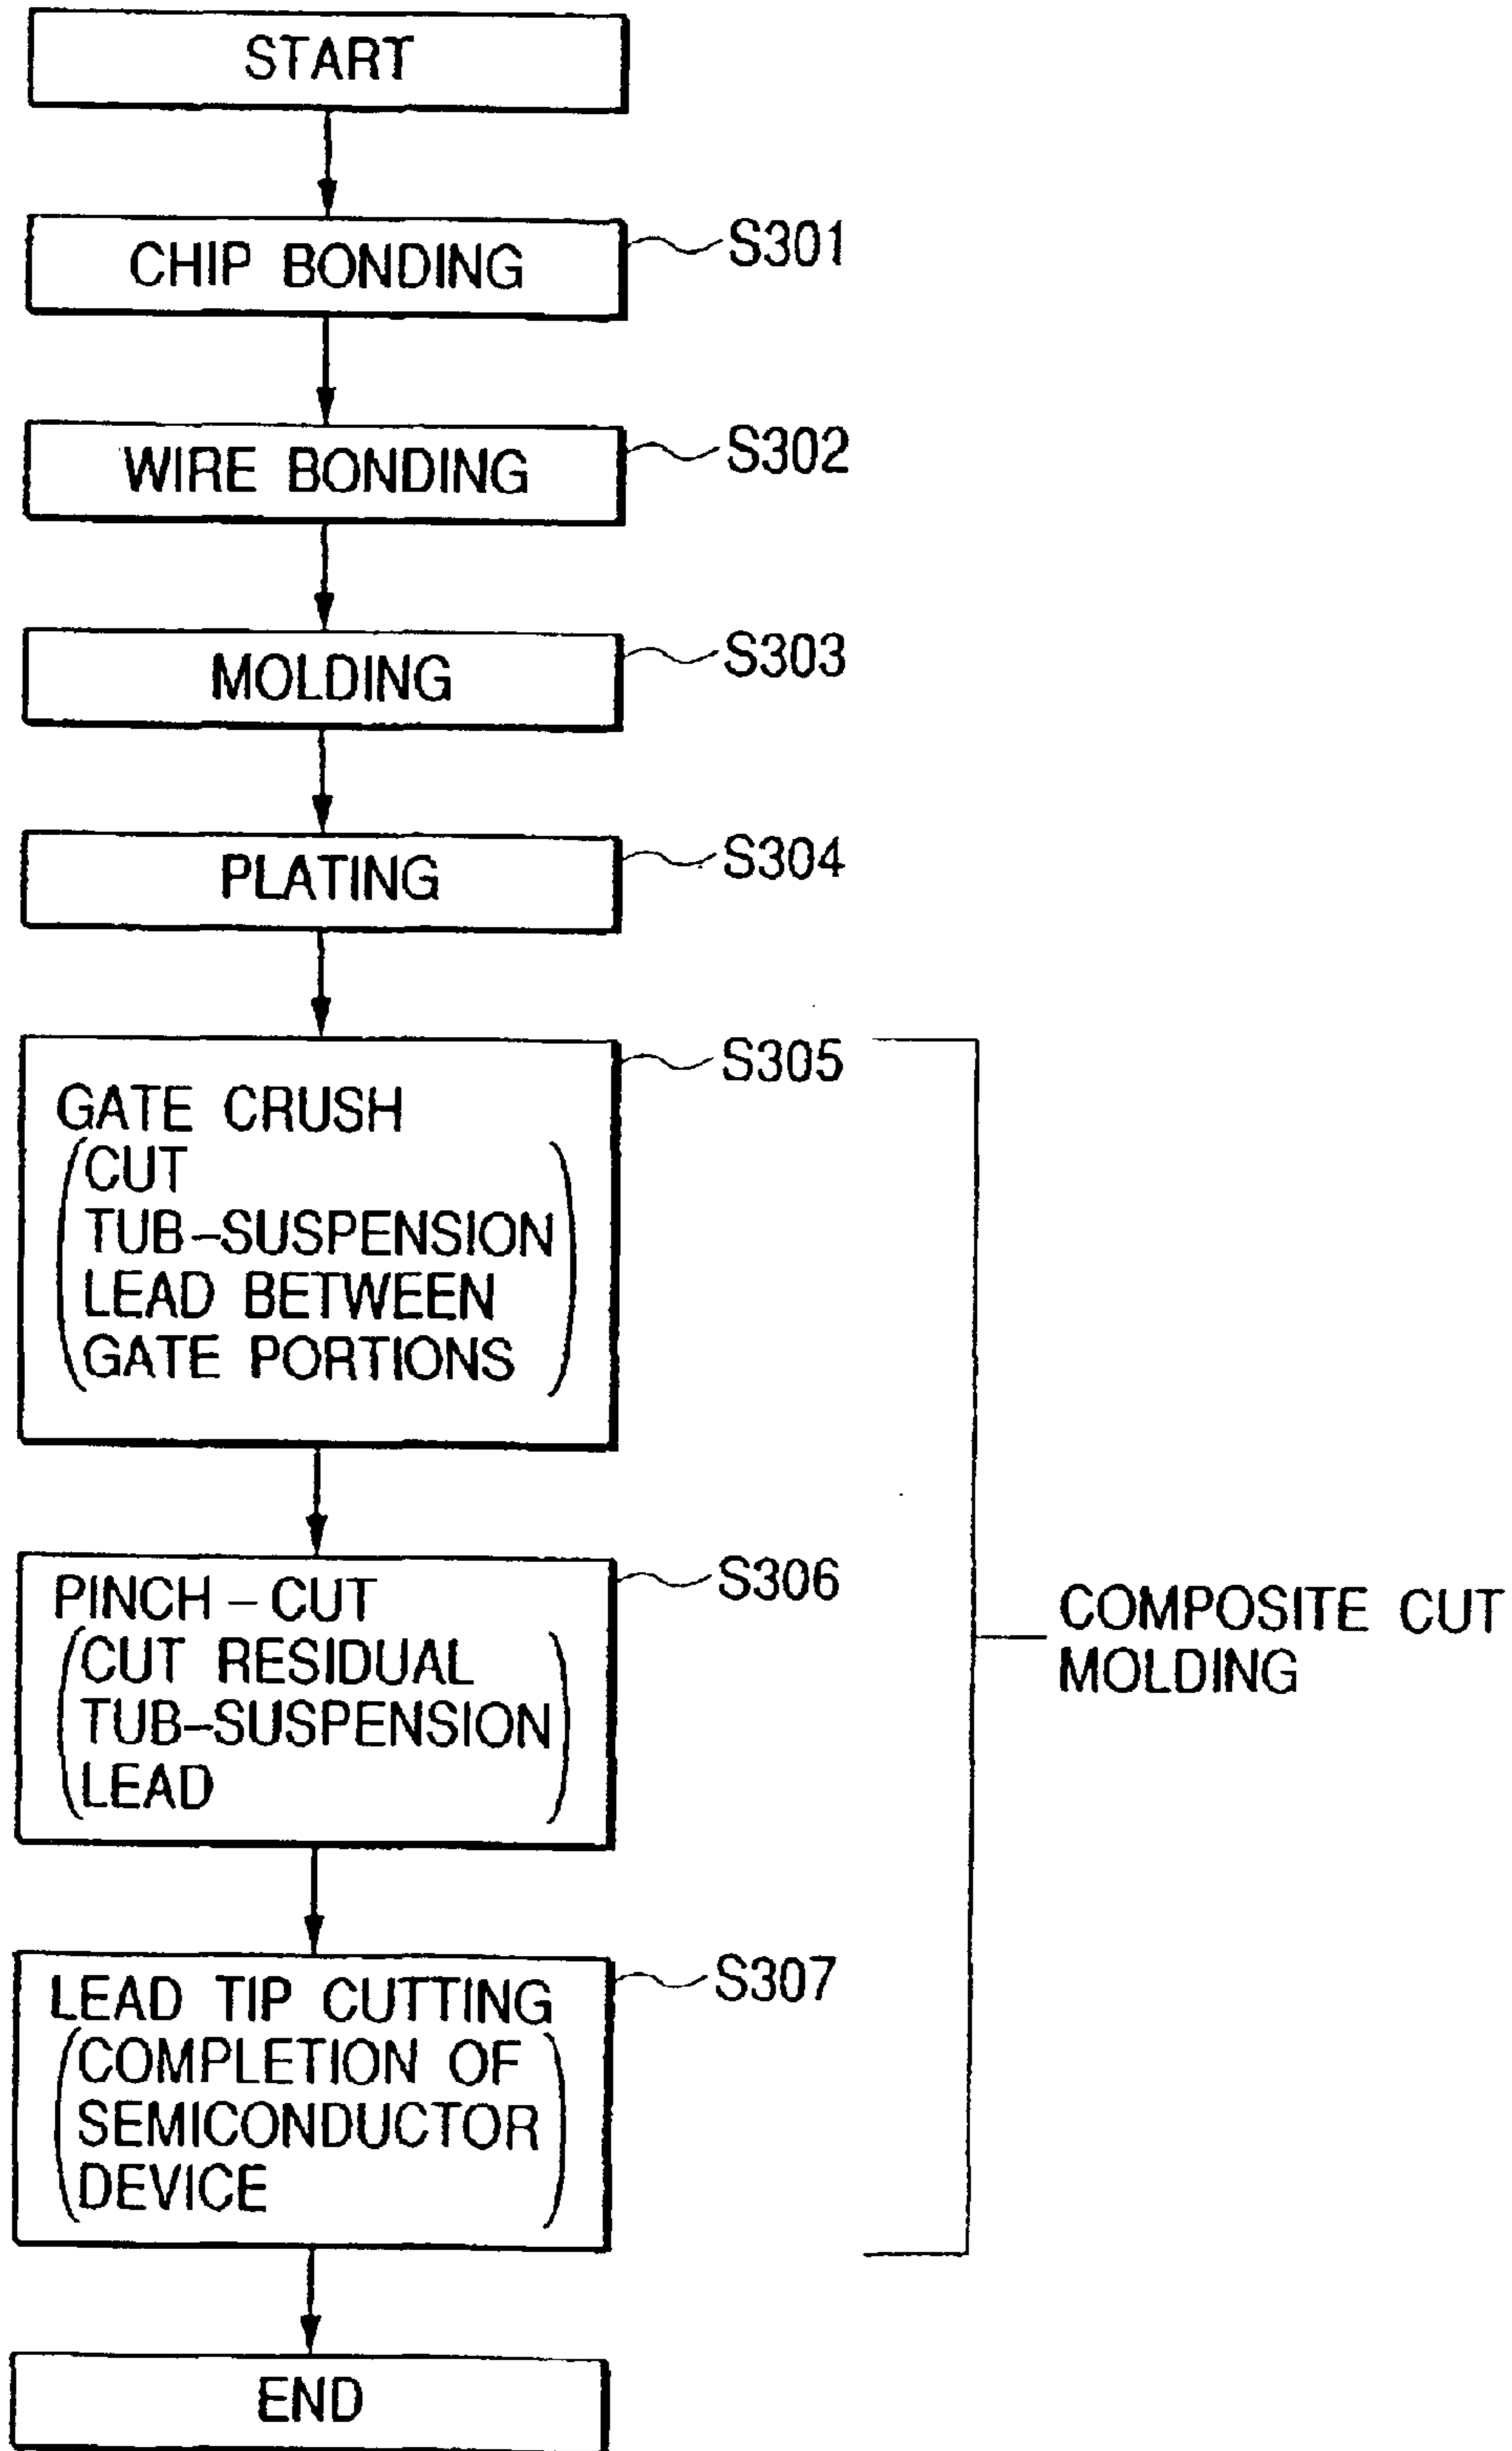 START
CHIP BONDING
S301
WIRE BONDING
S302
MOLDING
S303
PLATING
S304
GATE CRUSH
(CUT
TUB-SUSPENSION
LEAD BETWEEN
GATE PORTIONS)
S305
PINCH-CUT
(CUT RESIDUAL
TUB-SUSPENSION
LEAD)
S306
COMPOSITE CUT
MOLDING
LEAD TIP CUTTING
(COMPLETION OF
SEMICONDUCTOR
DEVICE)
S307
END